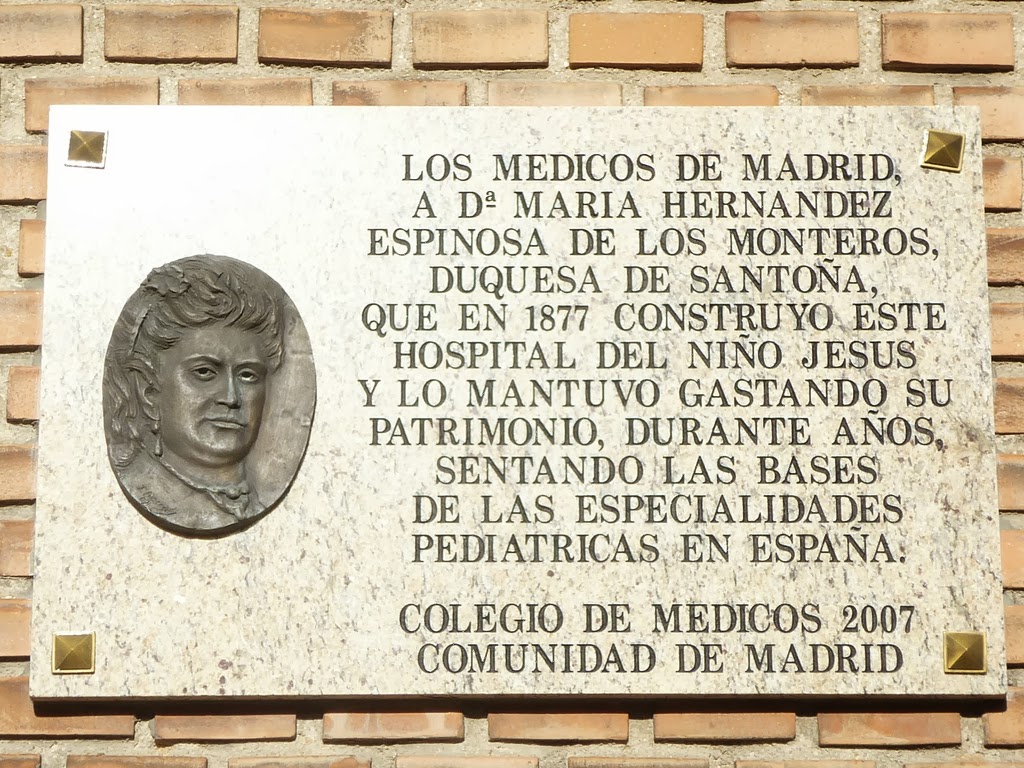 LOS MEDICOS DE MADRID,
A Dª MARIA HERNANDEZ
ESPINOSA DE LOS MONTEROS,
DUQUESA DE SANTOÑA,
QUE EN 1877 CONSTRUYO ESTE
HOSPITAL DEL NIÑO JESUS
Y LO MANTUVO GASTANDO SU
PATRIMONIO, DURANTE AÑOS,
SENTANDO LAS BASES
DE LAS ESPECIALIDADES
PEDIATRICAS EN ESPAÑA.
COLEGIO DE MEDICOS 2007
COMUNIDAD DE MADRID